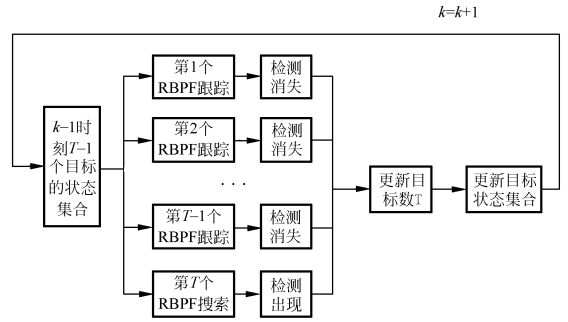 k=k+1
k−1时
刻T−1
个目标
的状态
集合
第1个
RBPF跟踪
检测
消失
第2个
RBPF跟踪
检测
消失
···
第T−1个
RBPF跟踪
检测
消失
第T个
RBPF搜索
检测
出现
更新目
标数T
更新目标
状态集合